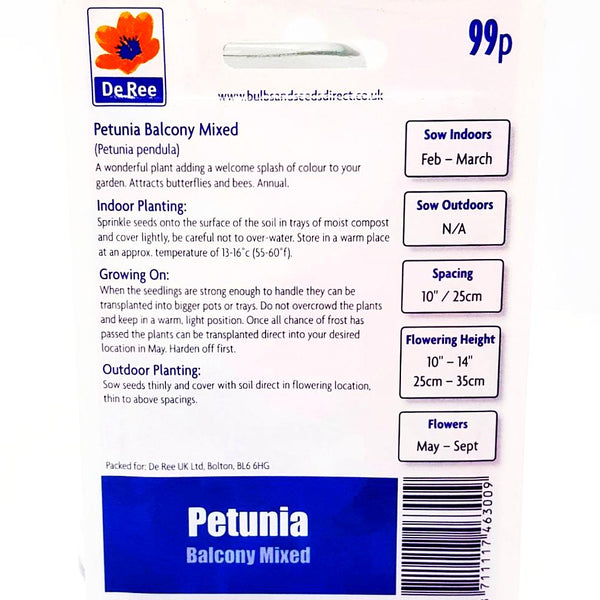 De Ree
99p
www.bulbsandseedsdirect.co.uk
Petunia Balcony Mixed
(Petunia pendula)
A wonderful plant adding a welcome splash of colour to your
garden. Attracts butterflies and bees. Annual.
Indoor Planting:
Sprinkle seeds onto the surface of the soil in trays of moist compost
and cover lightly, be careful not to over-water. Store in a warm place
at an approx. temperature of 13-16°c (55-60°f).
Growing On:
When the seedlings are strong enough to handle they can be
transplanted into bigger pots or trays. Do not overcrowd the plants
and keep in a warm, light position. Once all chance of frost has
passed the plants can be transplanted direct into your desired
location in May. Harden off first.
Outdoor Planting:
Sow seeds thinly and cover with soil direct in flowering location,
thin to above spacings.
Sow Indoors
Feb – March
Sow Outdoors
N/A
Spacing
10" / 25cm
Flowering Height
10" – 14"
25cm – 35cm
Flowers
May – Sept
Packed for: De Ree UK Ltd, Bolton, BL6 6HG
Petunia
Balcony Mixed
8 711117 463009